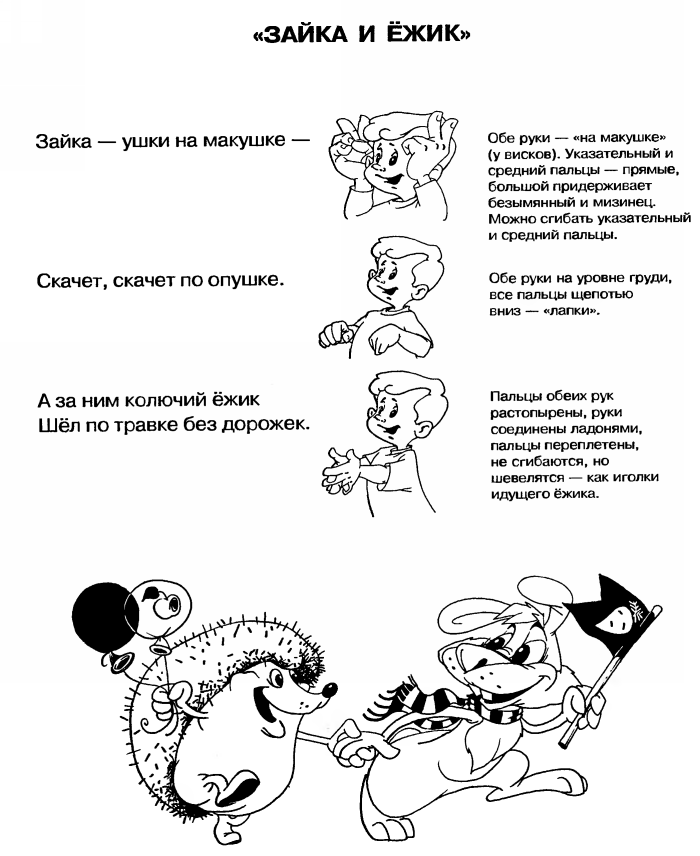 «ЗАЙКА И ЁЖИК»
Зайка — ушки на макушке —
Обе руки — «на макушке»
(у висков). Указательный и
средний пальцы — прямые,
большой придерживает
безымянный и мизинец.
Можно сгибать указательный
и средний пальцы.
Скачет, скачет по опушке.
Обе руки на уровне груди,
все пальцы щепотью
вниз — «лапки».
А за ним колючий ёжик
Шёл по травке без дорожек.
Пальцы обеих рук
растопырены, руки
соединены ладонями,
пальцы переплетены,
не сгибаются, но
шевелятся — как иголки
идущего ёжика.